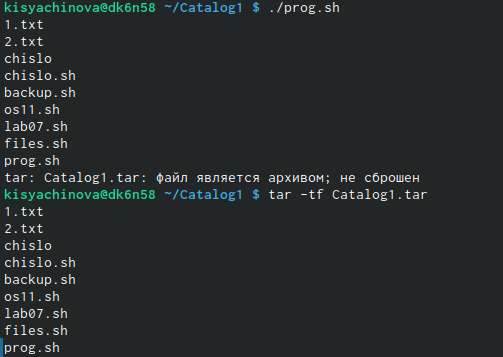 kisyachinova@dk6n58 ~/Catalog1 $ ./prog.sh
1.txt
2.txt
chislo
chislo.sh
backup.sh
os11.sh
lab07.sh
files.sh
prog.sh
tar: Catalog1.tar: файл является архивом; не сброшен
kisyachinova@dk6n58 ~/Catalog1 $ tar -tf Catalog1.tar
1.txt
2.txt
chislo
chislo.sh
backup.sh
os11.sh
lab07.sh
files.sh
prog.sh